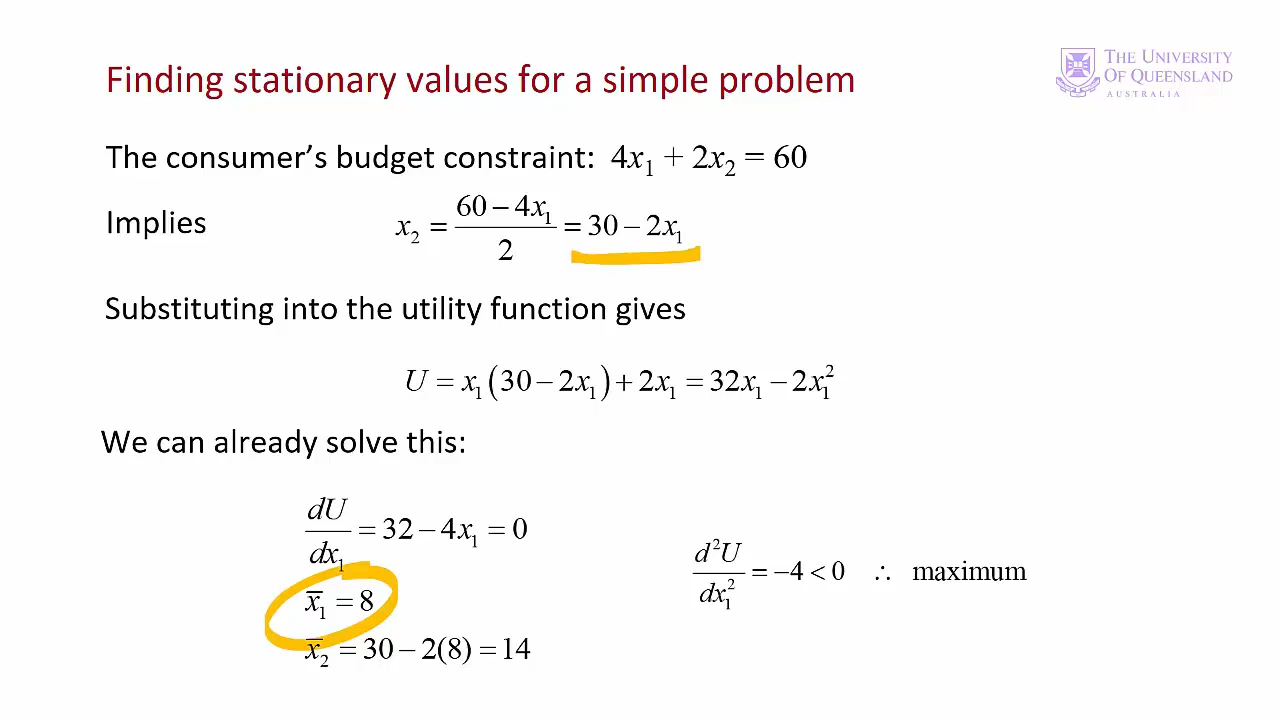 Finding stationary values for a simple problem
THE UNIVERSITY
OF QUEENSLAND
AUSTRALIA
The consumer's budget constraint: 4x₁ + 2x₂ = 60
Implies x₂ = (60 − 4x₁)/2 = 30 − 2x₁
Substituting into the utility function gives
U = x₁(30 − 2x₁) + 2x₁ = 32x₁ − 2x₁²
We can already solve this:
dU/dx₁ = 32 − 4x₁ = 0
d²U/dx₁² = −4 < 0 ∴ maximum
x̄₁ = 8
x̄₂ = 30 − 2(8) = 14